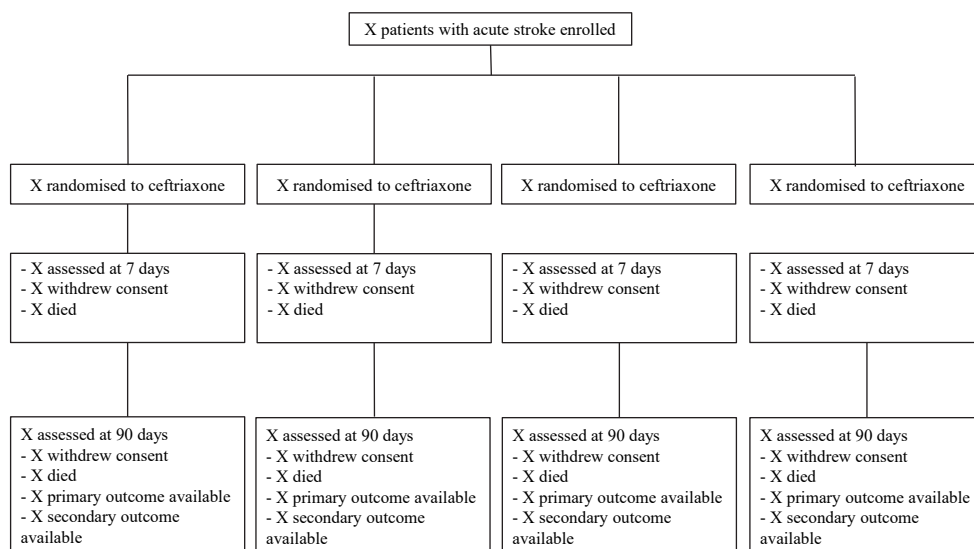 X patients with acute stroke enrolled
X randomised to ceftriaxone
X randomised to ceftriaxone
X randomised to ceftriaxone
X randomised to ceftriaxone
- X assessed at 7 days
- X withdrew consent
- X died
- X assessed at 7 days
- X withdrew consent
- X died
- X assessed at 7 days
- X withdrew consent
- X died
- X assessed at 7 days
- X withdrew consent
- X died
X assessed at 90 days
- X withdrew consent
- X died
- X primary outcome available
- X secondary outcome
available
X assessed at 90 days
- X withdrew consent
- X died
- X primary outcome available
- X secondary outcome
available
X assessed at 90 days
- X withdrew consent
- X died
- X primary outcome available
- X secondary outcome
available
X assessed at 90 days
- X withdrew consent
- X died
- X primary outcome available
- X secondary outcome
available